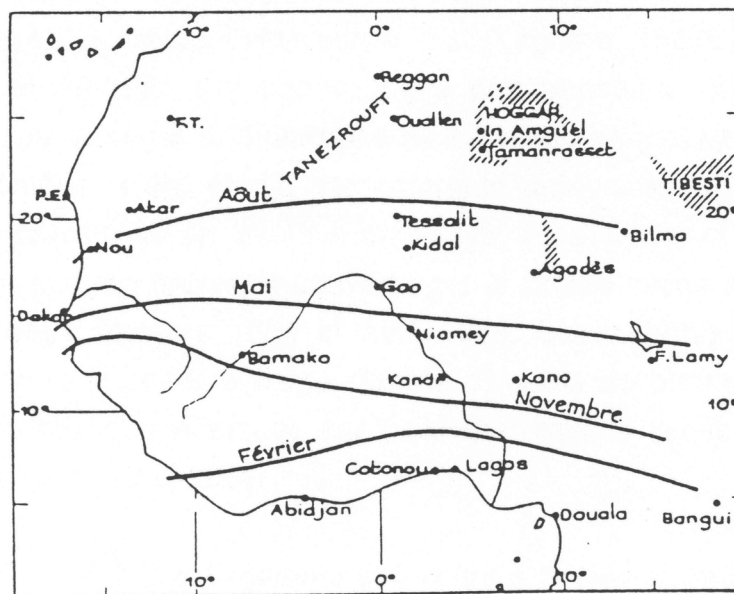 10° 0° 10°
Reggan
HOGGAR
F.T. Ouallen In Amguel
TANEZROUFT
Tamanrasset
TIBESTI
P.E. Atar Août
20° Tessalit 20°
Nou Kidal Bilma
Agadès
Mai Gao
Dakar
Niamey
Bamako F. Lamy
Kandi Kano
10° Novembre 10°
Février
Cotonou Lagos
Abidjan Douala Bangui
10° 0° 10°